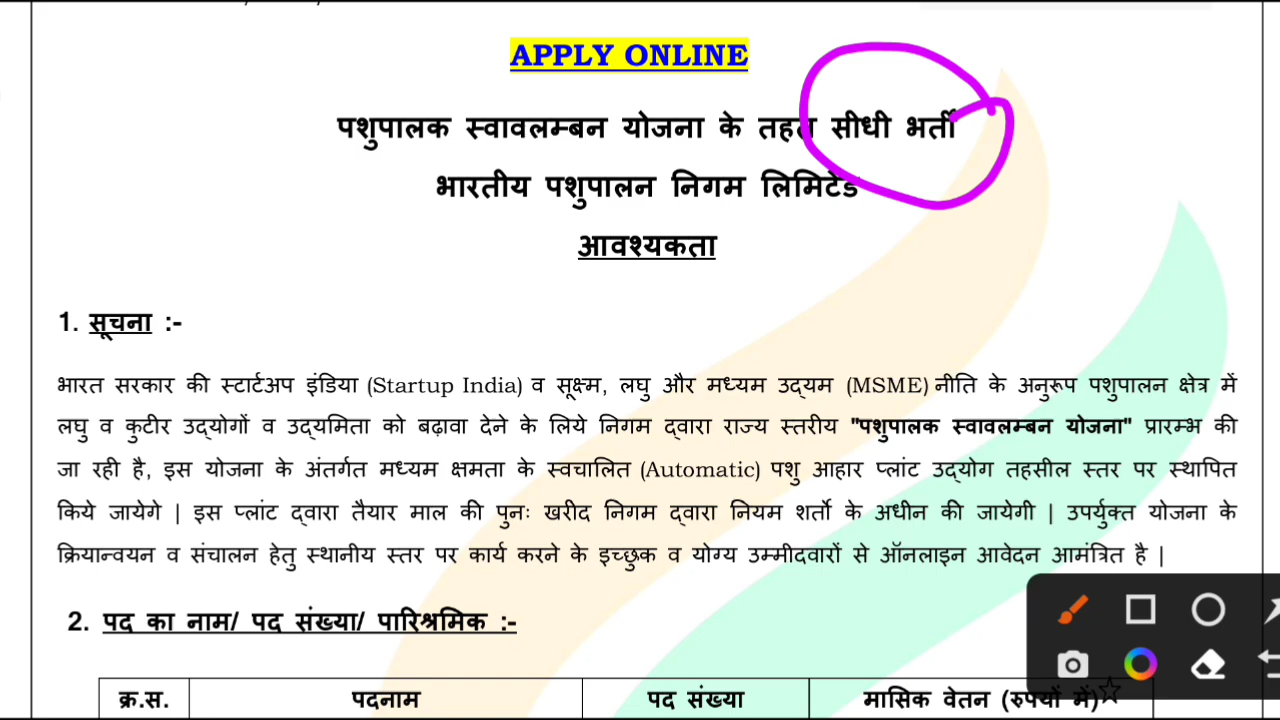 APPLY ONLINE
पशुपालक स्वावलम्बन योजना के तहत सीधी भर्ती
भारतीय पशुपालन निगम लिमिटेड
आवश्यकता
1. सूचना :-
भारत सरकार की स्टार्टअप इंडिया (Startup India) व सूक्ष्म, लघु और मध्यम उद्यम (MSME) नीति के अनुरूप पशुपालन क्षेत्र में
लघु व कुटीर उद्योगों व उद्यमिता को बढ़ावा देने के लिये निगम द्वारा राज्य स्तरीय "पशुपालक स्वावलम्बन योजना" प्रारम्भ की
जा रही है, इस योजना के अंतर्गत मध्यम क्षमता के स्वचालित (Automatic) पशु आहार प्लांट उद्योग तहसील स्तर पर स्थापित
किये जायेगे | इस प्लांट द्वारा तैयार माल की पुनः खरीद निगम द्वारा नियम शर्तो के अधीन की जायेगी | उपर्युक्त योजना के
क्रियान्वयन व संचालन हेतु स्थानीय स्तर पर कार्य करने के इच्छुक व योग्य उम्मीदवारों से ऑनलाइन आवेदन आमंत्रित है |
2. पद का नाम/ पद संख्या/ पारिश्रमिक :-
क्र.स. पदनाम पद संख्या मासिक वेतन (रुपयों में)